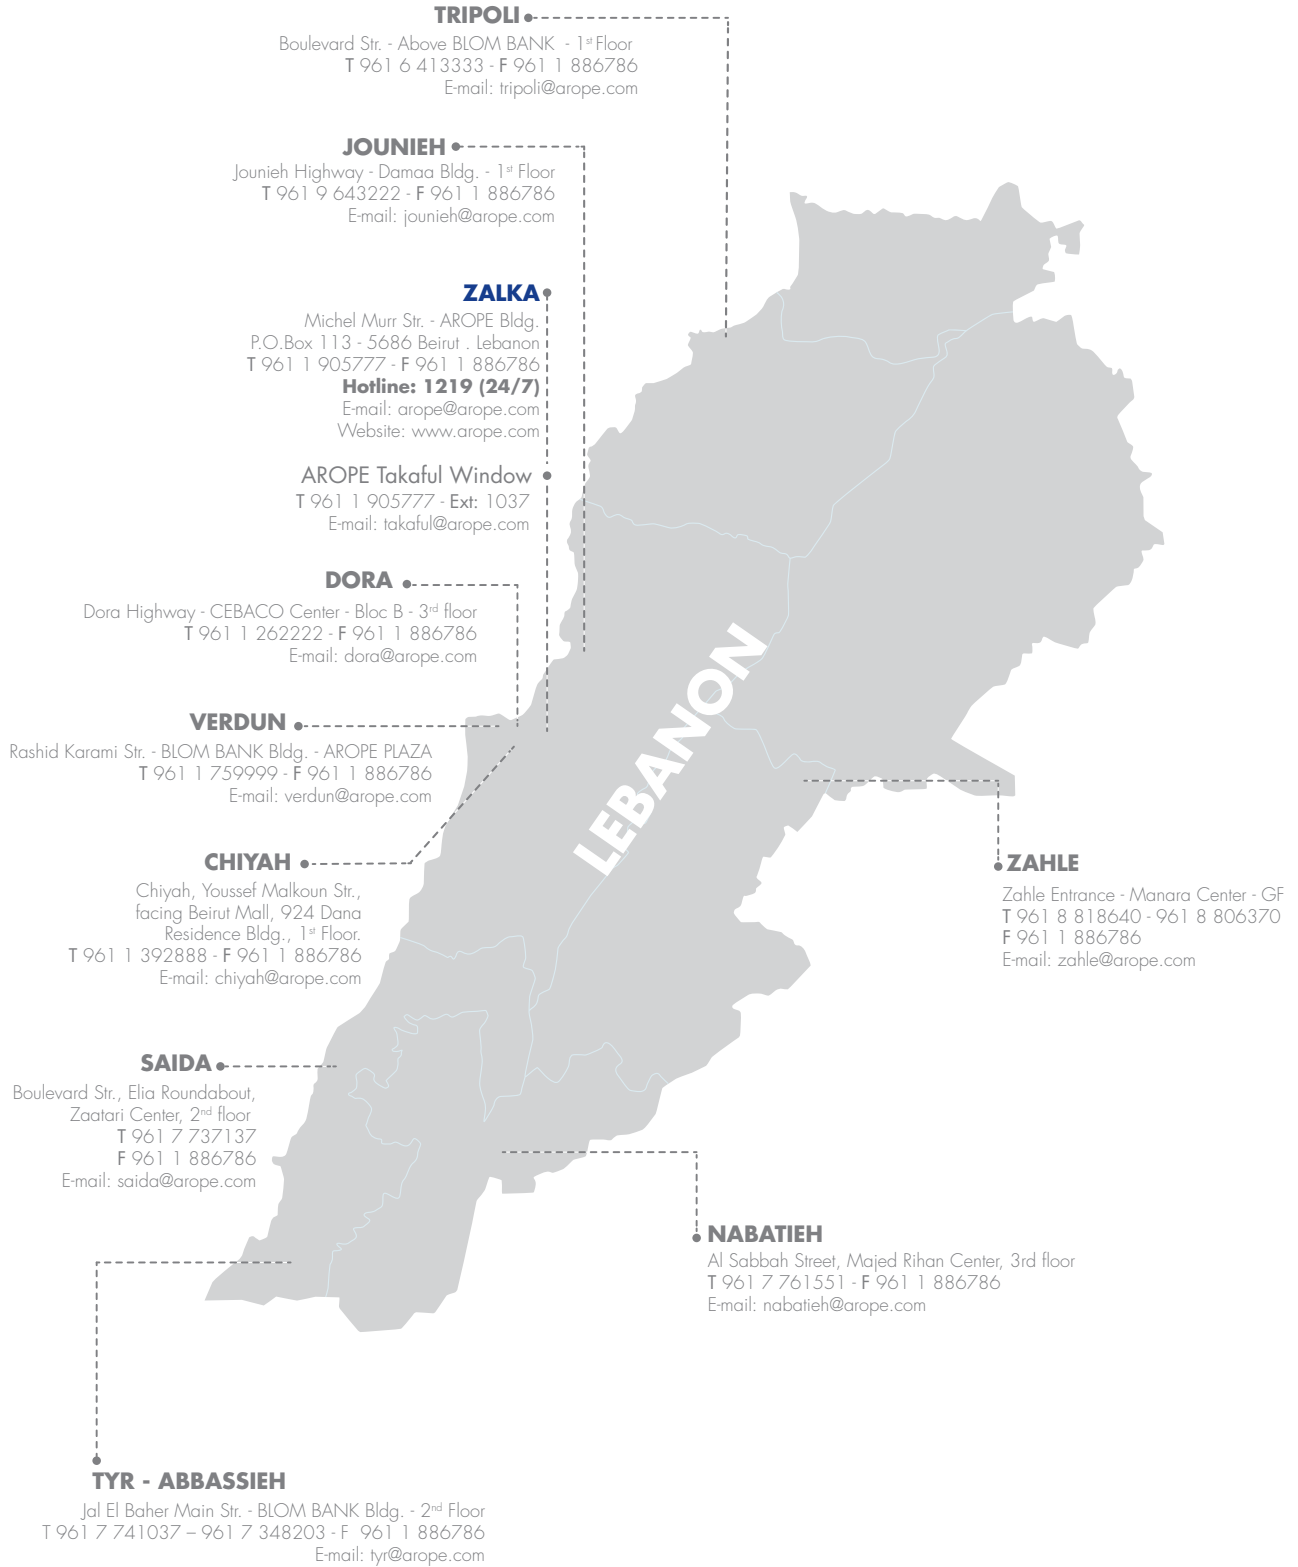 TRIPOLI
Boulevard Str. - Above BLOM BANK - 1st Floor
T 961 6 413333 - F 961 1 886786
E-mail: tripoli@arope.com
JOUNIEH
Jounieh Highway - Damaa Bldg. - 1st Floor
T 961 9 643222 - F 961 1 886786
E-mail: jounieh@arope.com
ZALKA
Michel Murr Str. - AROPE Bldg.
P.O.Box 113 - 5686 Beirut . Lebanon
T 961 1 905777 - F 961 1 886786
Hotline: 1219 (24/7)
E-mail: arope@arope.com
Website: www.arope.com
AROPE Takaful Window
T 961 1 905777 - Ext: 1037
E-mail: takaful@arope.com
DORA
Dora Highway - CEBACO Center - Bloc B - 3rd floor
T 961 1 262222 - F 961 1 886786
E-mail: dora@arope.com
VERDUN
Rashid Karami Str. - BLOM BANK Bldg. - AROPE PLAZA
T 961 1 759999 - F 961 1 886786
E-mail: verdun@arope.com
LEBANON
CHIYAH
Chiyah, Youssef Malkoun Str.,
facing Beirut Mall, 924 Dana
Residence Bldg., 1st Floor.
T 961 1 392888 - F 961 1 886786
E-mail: chiyah@arope.com
ZAHLE
Zahle Entrance - Manara Center - GF
T 961 8 818640 - 961 8 806370
F 961 1 886786
E-mail: zahle@arope.com
SAIDA
Boulevard Str., Elia Roundabout,
Zaatari Center, 2nd floor
T 961 7 737137
F 961 1 886786
E-mail: saida@arope.com
NABATIEH
Al Sabbah Street, Majed Rihan Center, 3rd floor
T 961 7 761551 - F 961 1 886786
E-mail: nabatieh@arope.com
TYR - ABBASSIEH
Jal El Baher Main Str. - BLOM BANK Bldg. - 2nd Floor
T 961 7 741037 – 961 7 348203 - F 961 1 886786
E-mail: tyr@arope.com